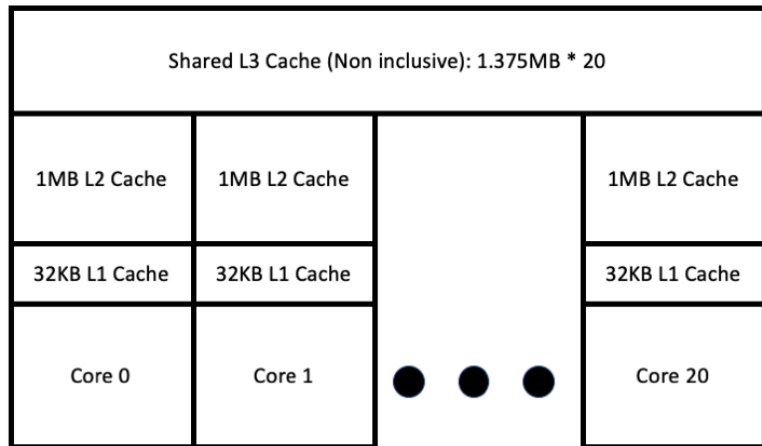 Shared L3 Cache (Non inclusive): 1.375MB * 20
1MB L2 Cache
1MB L2 Cache
1MB L2 Cache
32KB L1 Cache
32KB L1 Cache
32KB L1 Cache
Core 0
Core 1
Core 20